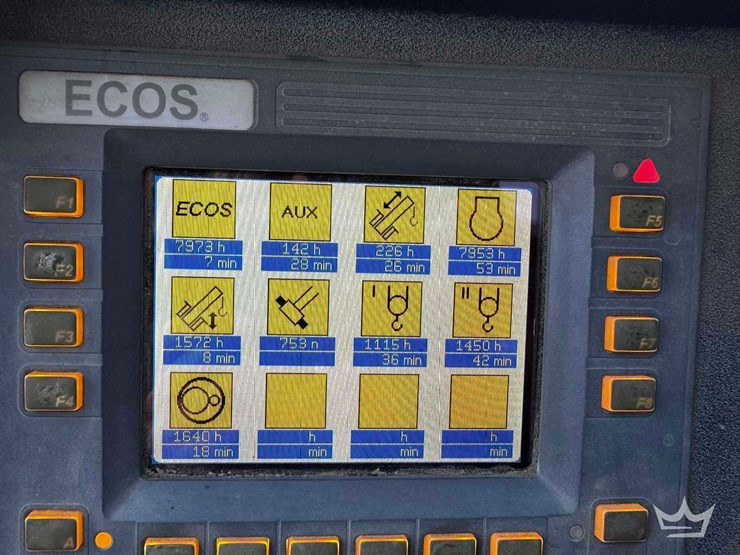 ECOS®
F1
F2
F3
F4
F5
F6
F7
F8
A
ECOS
AUX
7973 h
7 min
142 h
28 min
226 h
26 min
7953 h
53 min
I
II
1572 h
8 min
753 n
1115 h
36 min
1450 h
42 min
1640 h
18 min
h
min
h
min
h
min